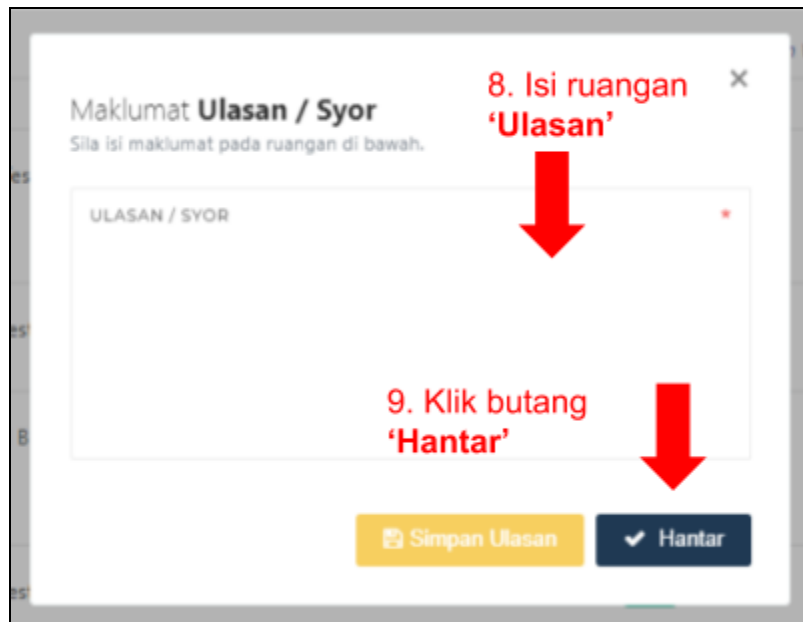 8. Isi ruangan
‘Ulasan’
×
Maklumat Ulasan / Syor
Sila isi maklumat pada ruangan di bawah.
ULASAN / SYOR *
9. Klik butang
‘Hantar’
Simpan Ulasan
Hantar